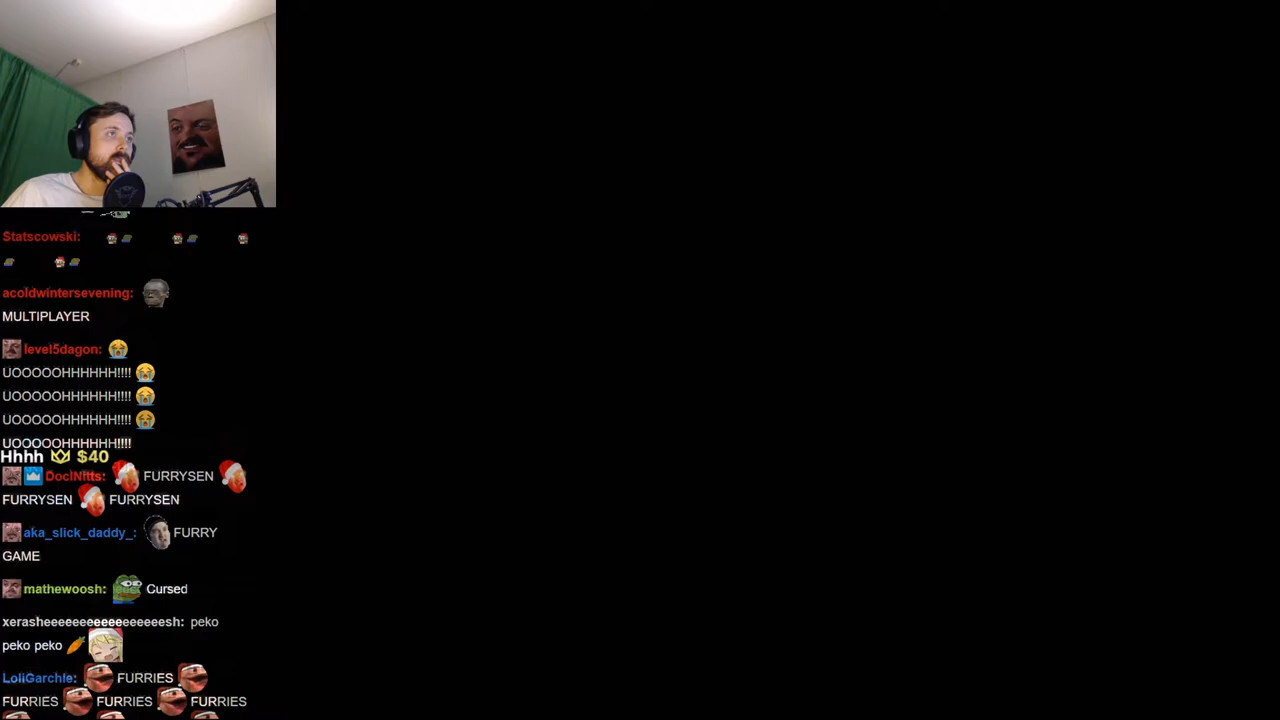 Statscowski:
acoldwintersevening:
MULTIPLAYER
level5dagon:
UOOOOOHHHHHH!!!!
UOOOOOHHHHHH!!!!
UOOOOOHHHHHH!!!!
UOOOOOHHHHHH!!!!
Hhhh $40
DoclNitts: FURRYSEN
FURRYSEN FURRYSEN
aka_slick_daddy_: FURRY
GAME
mathewoosh: Cursed
xerasheeeeeeeeeeeeeeeeesh: peko
peko peko
LoliGarchie: FURRIES
FURRIES FURRIES FURRIES